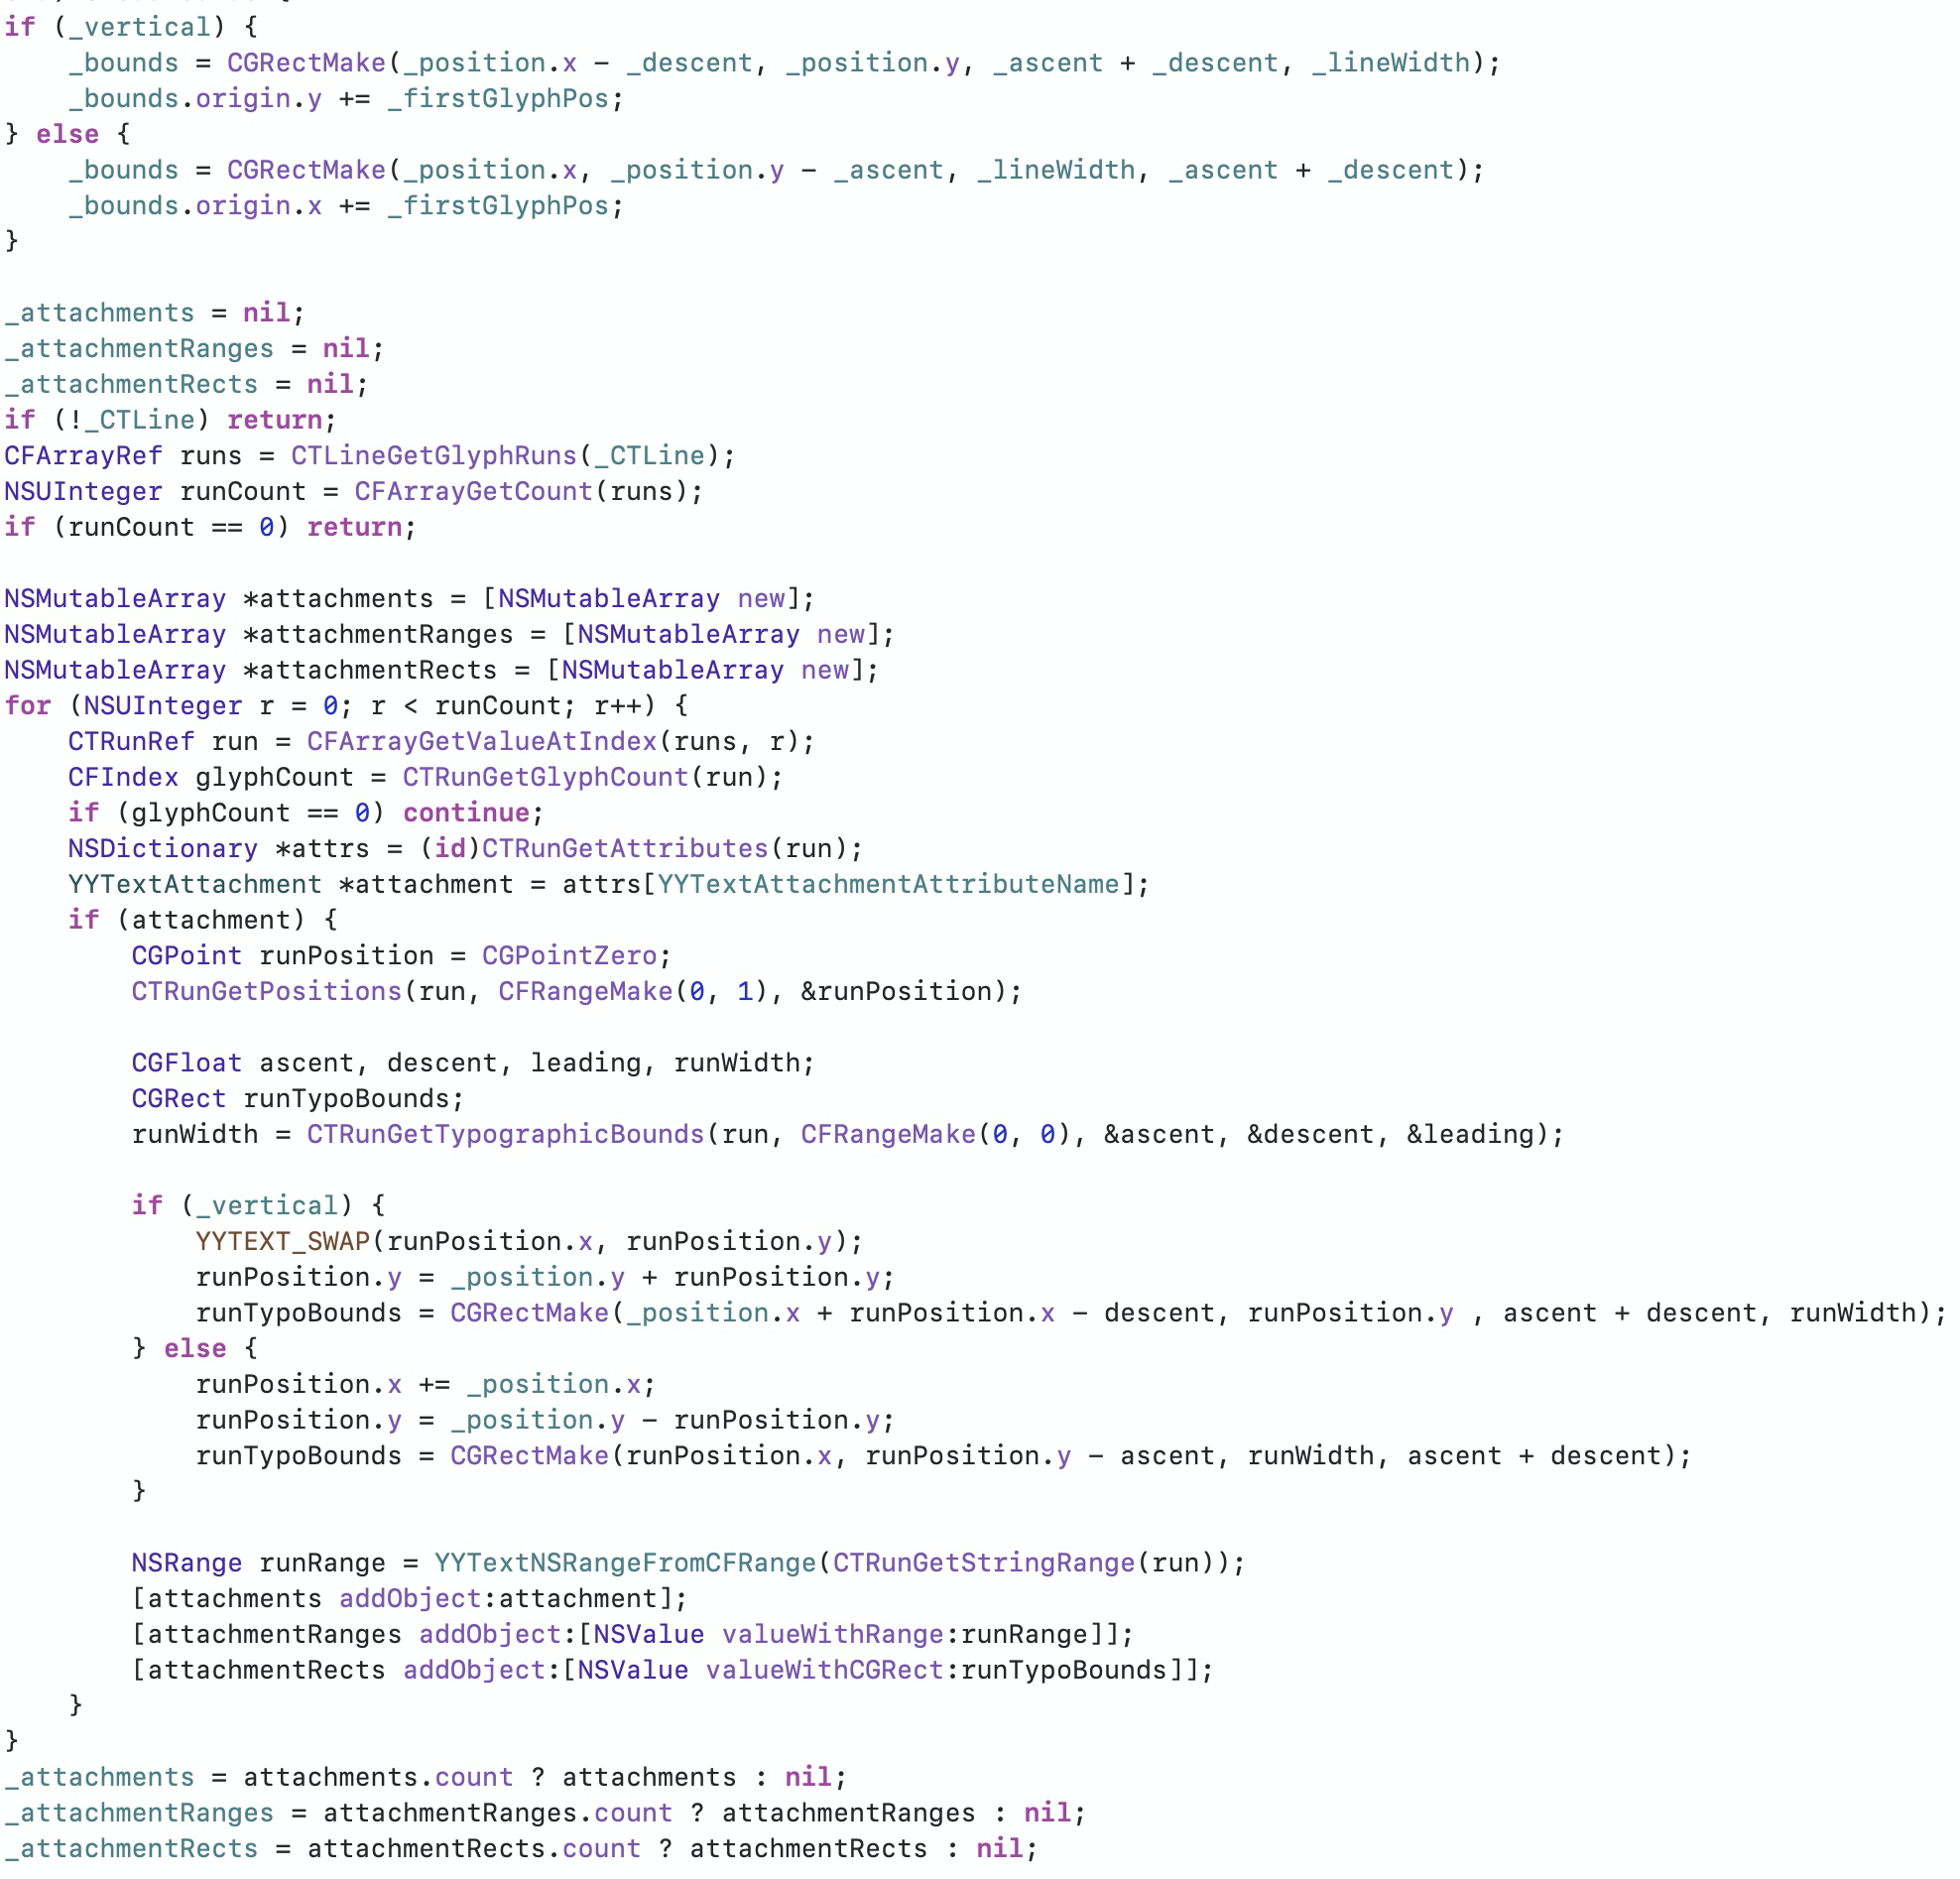 if (_vertical) {
    _bounds = CGRectMake(_position.x - _descent, _position.y, _ascent + _descent, _lineWidth);
    _bounds.origin.y += _firstGlyphPos;
} else {
    _bounds = CGRectMake(_position.x, _position.y - _ascent, _lineWidth, _ascent + _descent);
    _bounds.origin.x += _firstGlyphPos;
}

_attachments = nil;
_attachmentRanges = nil;
_attachmentRects = nil;
if (!_CTLine) return;
CFArrayRef runs = CTLineGetGlyphRuns(_CTLine);
NSUInteger runCount = CFArrayGetCount(runs);
if (runCount == 0) return;

NSMutableArray *attachments = [NSMutableArray new];
NSMutableArray *attachmentRanges = [NSMutableArray new];
NSMutableArray *attachmentRects = [NSMutableArray new];
for (NSUInteger r = 0; r < runCount; r++) {
    CTRunRef run = CFArrayGetValueAtIndex(runs, r);
    CFIndex glyphCount = CTRunGetGlyphCount(run);
    if (glyphCount == 0) continue;
    NSDictionary *attrs = (id)CTRunGetAttributes(run);
    YYTextAttachment *attachment = attrs[YYTextAttachmentAttributeName];
    if (attachment) {
        CGPoint runPosition = CGPointZero;
        CTRunGetPositions(run, CFRangeMake(0, 1), &runPosition);

        CGFloat ascent, descent, leading, runWidth;
        CGRect runTypoBounds;
        runWidth = CTRunGetTypographicBounds(run, CFRangeMake(0, 0), &ascent, &descent, &leading);

        if (_vertical) {
            YYTEXT_SWAP(runPosition.x, runPosition.y);
            runPosition.y = _position.y + runPosition.y;
            runTypoBounds = CGRectMake(_position.x + runPosition.x - descent, runPosition.y , ascent + descent, runWidth);
        } else {
            runPosition.x += _position.x;
            runPosition.y = _position.y - runPosition.y;
            runTypoBounds = CGRectMake(runPosition.x, runPosition.y - ascent, runWidth, ascent + descent);
        }

        NSRange runRange = YYTextNSRangeFromCFRange(CTRunGetStringRange(run));
        [attachments addObject:attachment];
        [attachmentRanges addObject:[NSValue valueWithRange:runRange]];
        [attachmentRects addObject:[NSValue valueWithCGRect:runTypoBounds]];
    }
}
_attachments = attachments.count ? attachments : nil;
_attachmentRanges = attachmentRanges.count ? attachmentRanges : nil;
_attachmentRects = attachmentRects.count ? attachmentRects : nil;